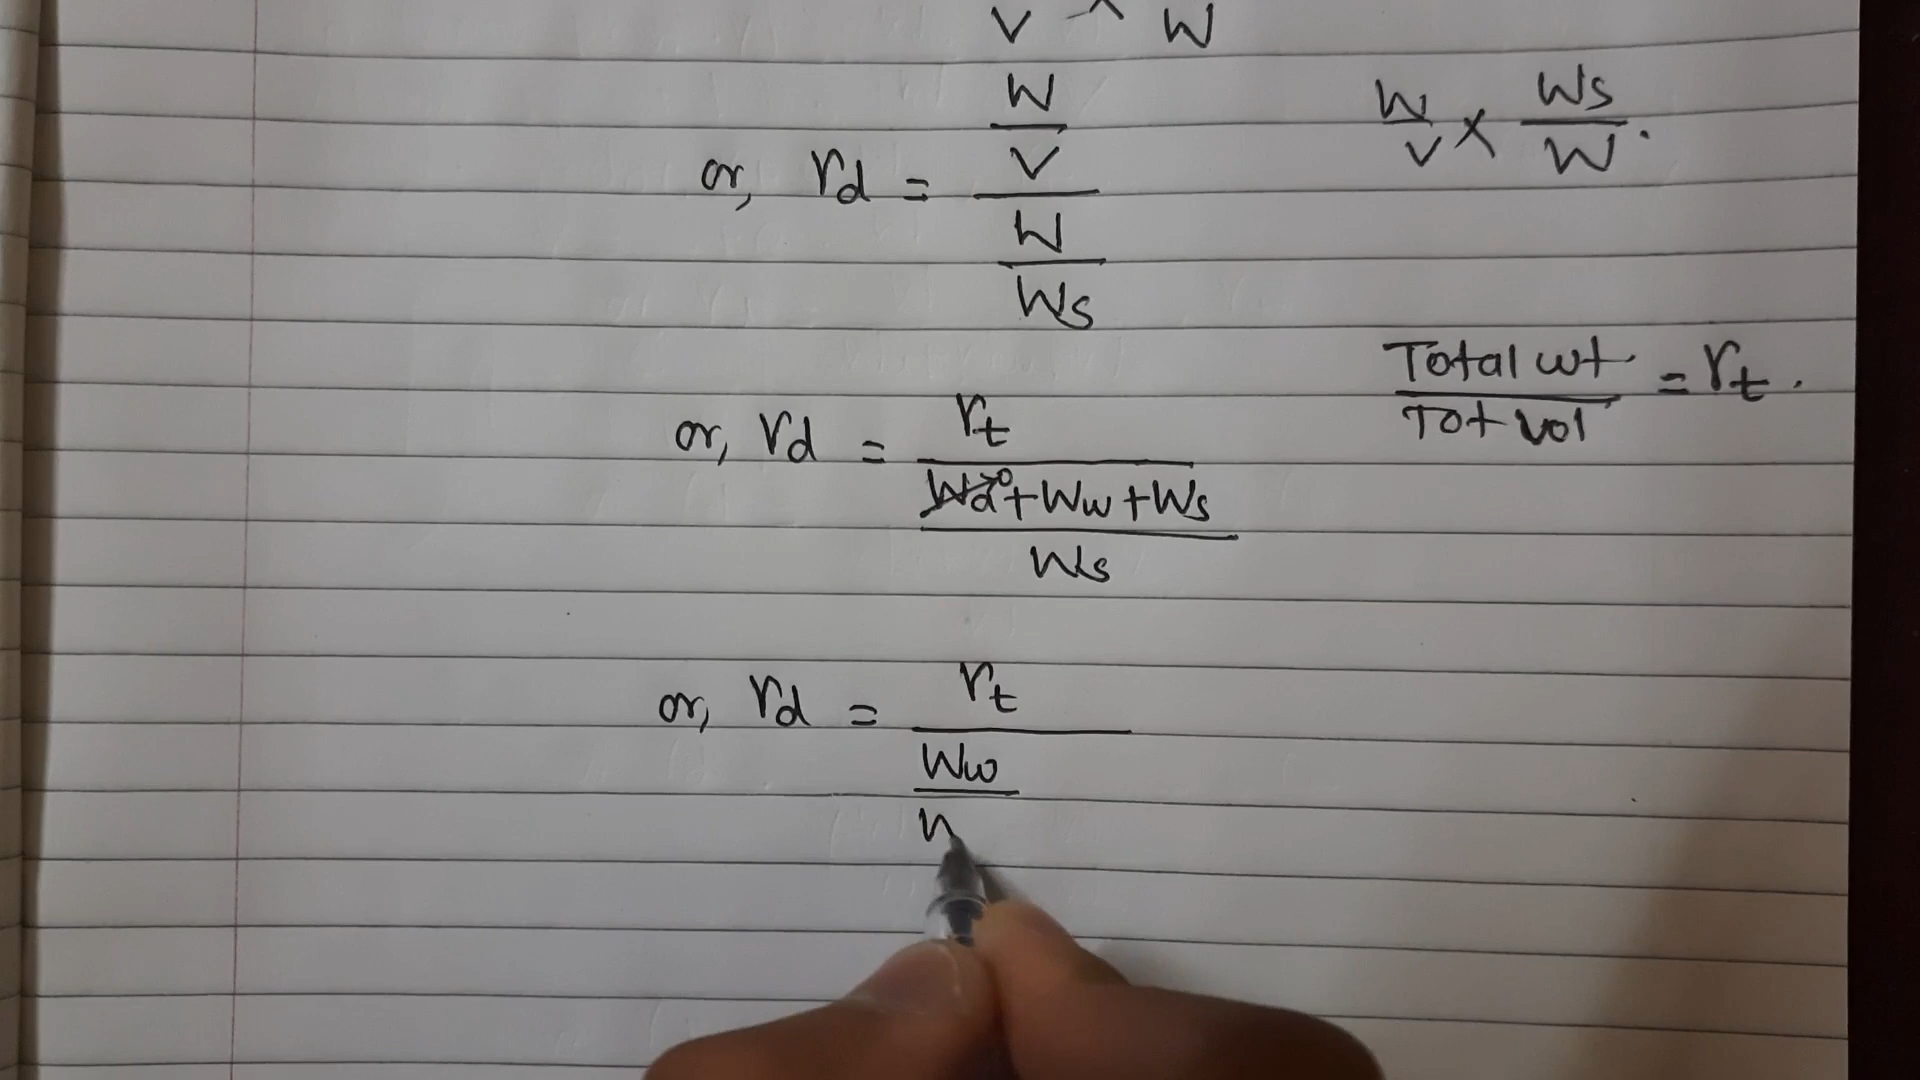 V × W
or, γd = W/V / W/Ws
W/V × Ws/W.
Total wt./Tot vol = γt.
or, γd = γt / Wa→0 + Ww + Ws / Ws
or, γd = γt / Ww / W